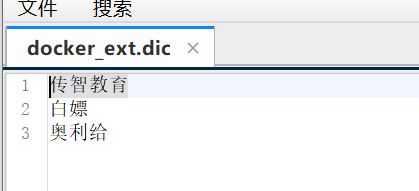 文件 搜索
docker_ext.dic ×
1 传智教育
2 白嫖
3 奥利给